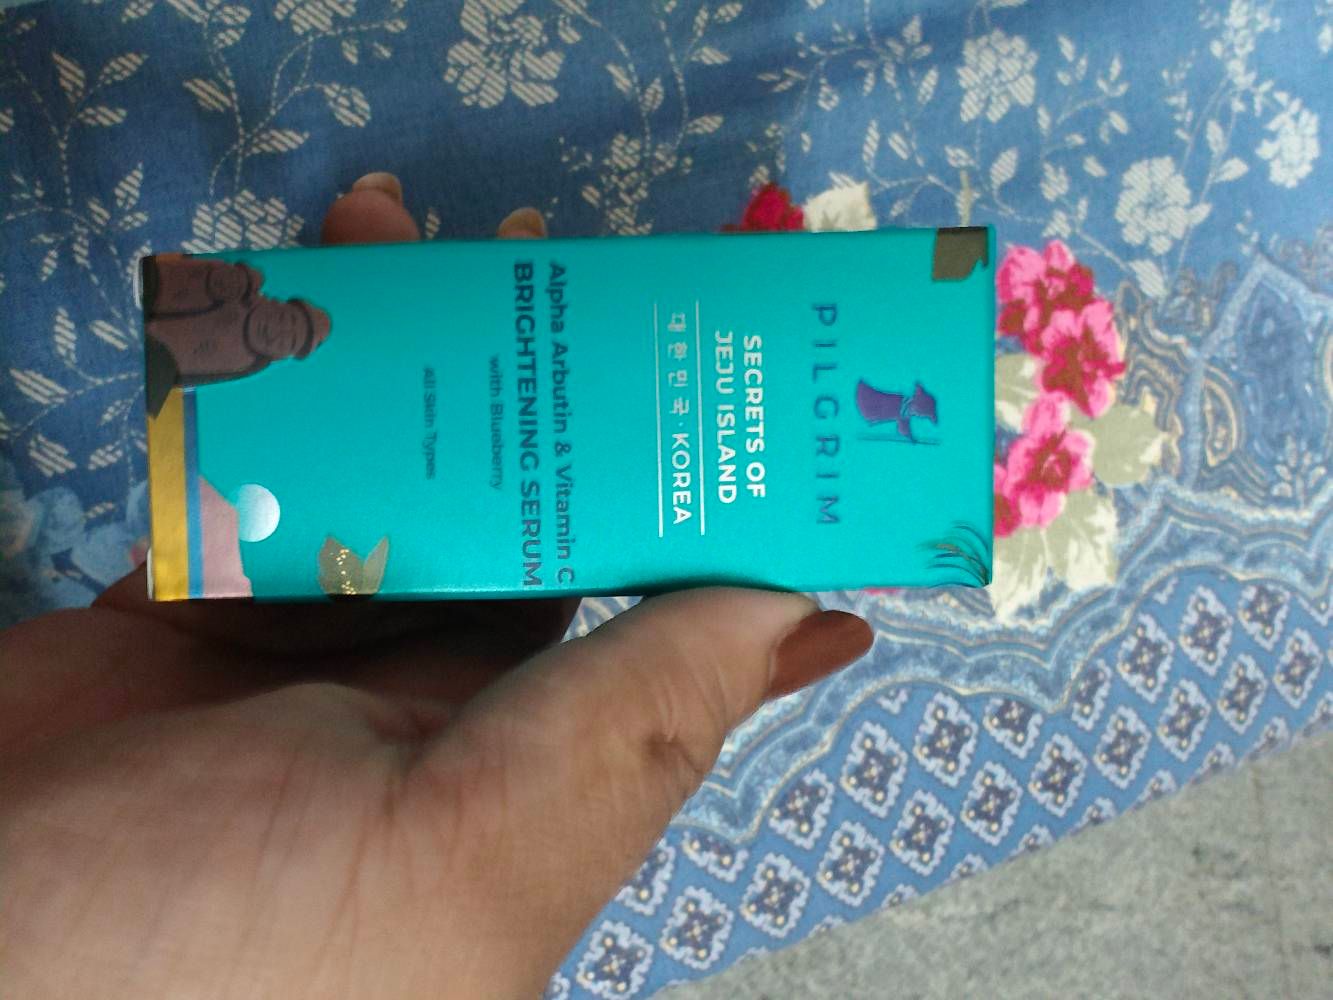 PILGRIM
SECRETS OF
JEJU ISLAND
대한민국·KOREA
Alpha Arbutin & Vitamin C
BRIGHTENING SERUM
with Blueberry
All Skin Types